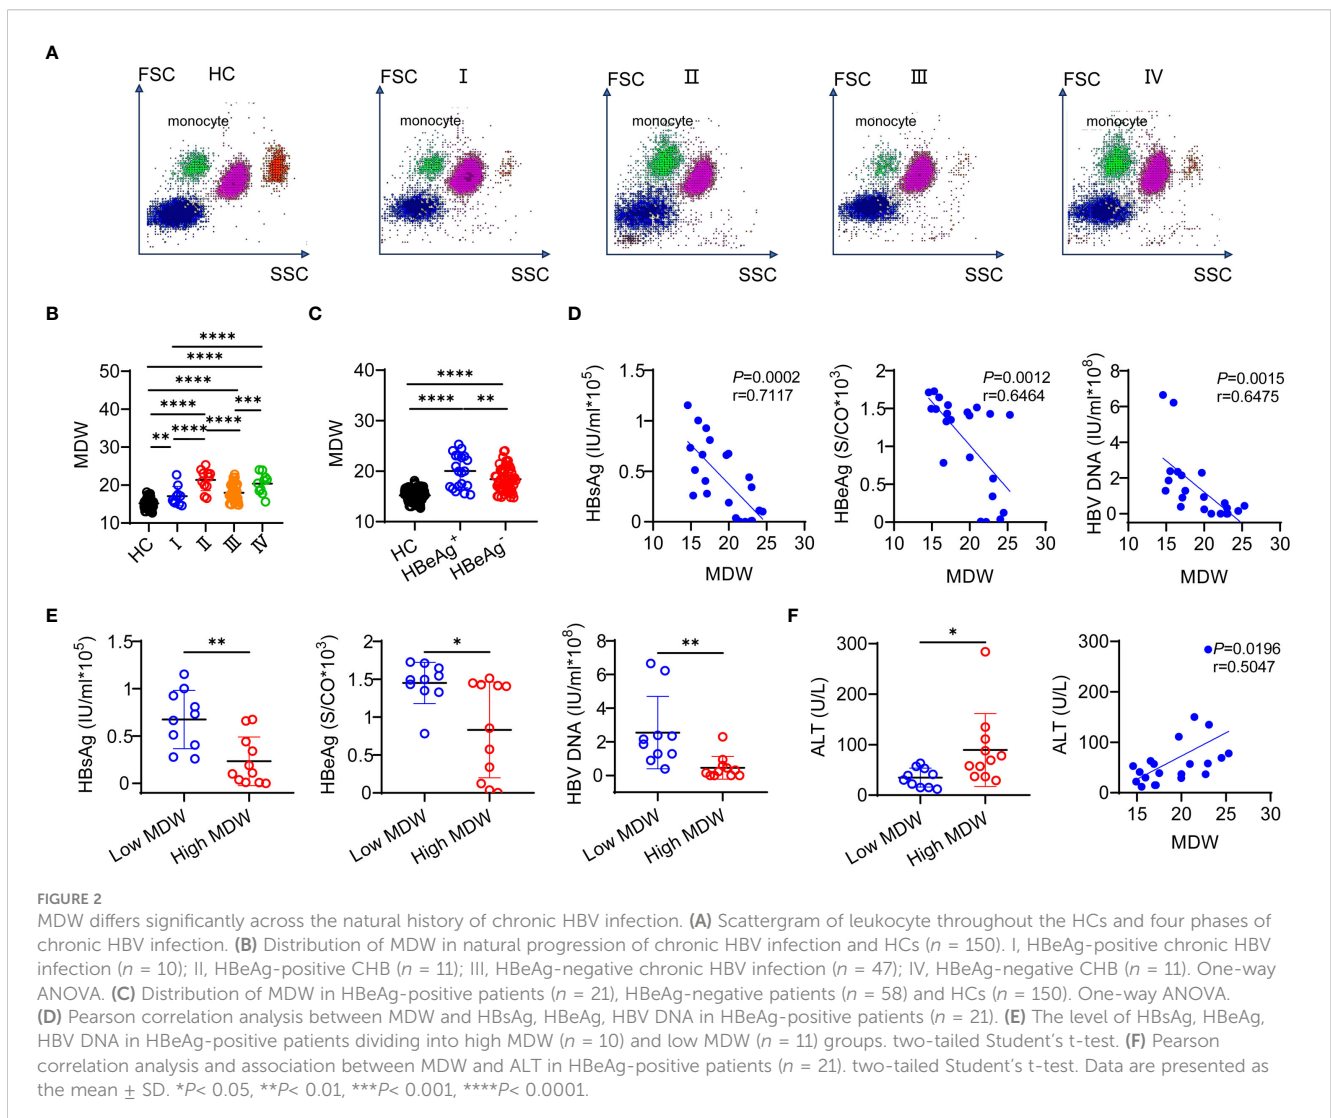 A
FSC HC
monocyte
SSC
FSC I
monocyte
SSC
FSC II
monocyte
SSC
FSC III
monocyte
SSC
FSC IV
monocyte
SSC
B
MDW
50
40
30
20
10
****
****
****
***
****
****
****
**
HC
I
II
III
IV
C
MDW
40
30
20
10
****
****
**
HC
HBeAg+
HBeAg-
D
HBsAg (IU/ml*10⁵)
1.5
1
0.5
0
P=0.0002
r=0.7117
10 15 20 25 30
MDW
HBeAg (S/CO*10³)
2
1.5
1
0.5
0
P=0.0012
r=0.6464
10 15 20 25 30
MDW
HBV DNA (IU/ml*10⁸)
8
6
4
2
0
P=0.0015
r=0.6475
10 15 20 25 30
MDW
E
HBsAg (IU/ml*10⁵)
1.5
1
0.5
0
**
Low MDW
High MDW
HBeAg (S/CO*10³)
2
1.5
1
0.5
0
*
Low MDW
High MDW
HBV DNA (IU/ml*10⁸)
8
6
4
2
0
**
Low MDW
High MDW
F
ALT (U/L)
300
200
100
0
*
Low MDW
High MDW
ALT (U/L)
300
200
100
0
P=0.0196
r=0.5047
15 20 25 30
MDW
FIGURE 2
MDW differs significantly across the natural history of chronic HBV infection. (A) Scattergram of leukocyte throughout the HCs and four phases of
chronic HBV infection. (B) Distribution of MDW in natural progression of chronic HBV infection and HCs (n = 150). I, HBeAg-positive chronic HBV
infection (n = 10); II, HBeAg-positive CHB (n = 11); III, HBeAg-negative chronic HBV infection (n = 47); IV, HBeAg-negative CHB (n = 11). One-way
ANOVA. (C) Distribution of MDW in HBeAg-positive patients (n = 21), HBeAg-negative patients (n = 58) and HCs (n = 150). One-way ANOVA.
(D) Pearson correlation analysis between MDW and HBsAg, HBeAg, HBV DNA in HBeAg-positive patients (n = 21). (E) The level of HBsAg, HBeAg,
HBV DNA in HBeAg-positive patients dividing into high MDW (n = 10) and low MDW (n = 11) groups. two-tailed Student's t-test. (F) Pearson
correlation analysis and association between MDW and ALT in HBeAg-positive patients (n = 21). two-tailed Student's t-test. Data are presented as
the mean ± SD. *P< 0.05, **P< 0.01, ***P< 0.001, ****P< 0.0001.